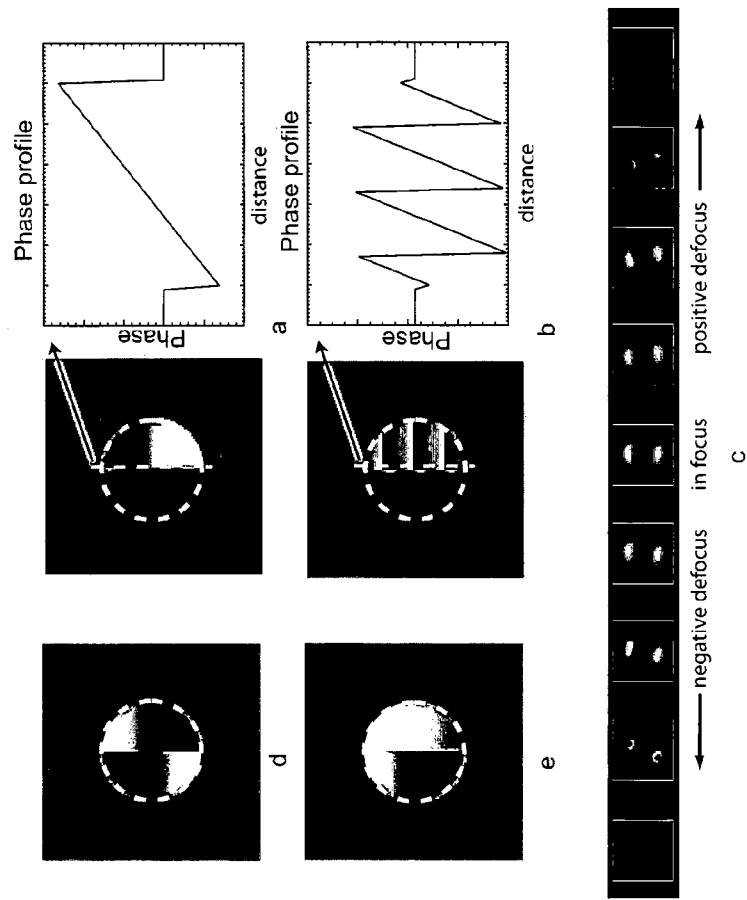 Phase profile
Phase
distance
a
Phase profile
Phase
distance
b
d
e
negative defocus
in focus
positive defocus
c